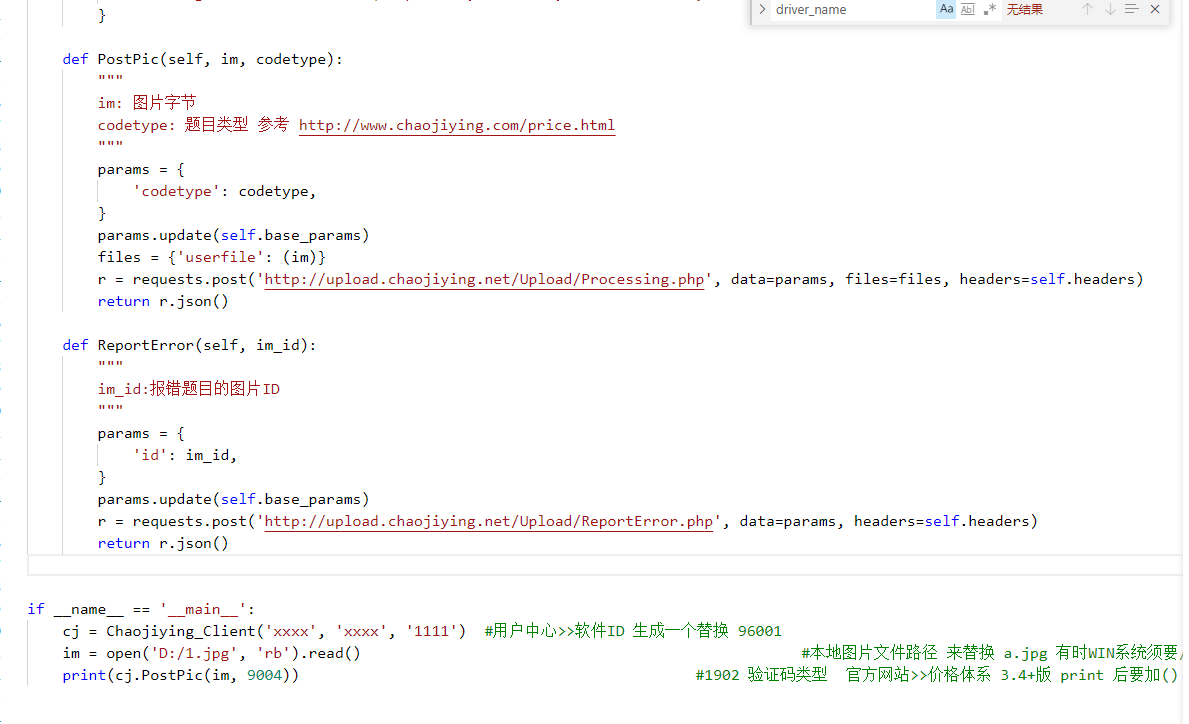 driver_name Aa Abl .* 无结果
}
def PostPic(self, im, codetype):
"""
im: 图片字节
codetype: 题目类型 参考 http://www.chaojiying.com/price.html
"""
params = {
'codetype': codetype,
}
params.update(self.base_params)
files = {'userfile': (im)}
r = requests.post('http://upload.chaojiying.net/Upload/Processing.php', data=params, files=files, headers=self.headers)
return r.json()
def ReportError(self, im_id):
"""
im_id:报错题目的图片ID
"""
params = {
'id': im_id,
}
params.update(self.base_params)
r = requests.post('http://upload.chaojiying.net/Upload/ReportError.php', data=params, headers=self.headers)
return r.json()
if __name__ == '__main__':
cj = Chaojiying_Client('xxxx', 'xxxx', '1111') #用户中心>>软件ID 生成一个替换 96001
im = open('D:/1.jpg', 'rb').read() #本地图片文件路径 来替换 a.jpg 有时WIN系统须要/
print(cj.PostPic(im, 9004)) #1902 验证码类型 官方网站>>价格体系 3.4+版 print 后要加()